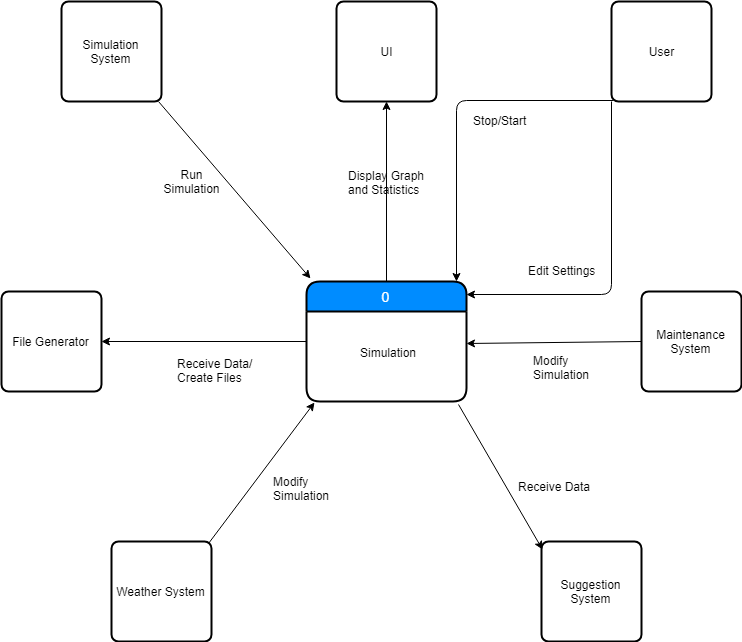 Simulation
System
UI
User
Stop/Start
Run
Simulation
Display Graph
and Statistics
Edit Settings
0
Simulation
File Generator
Maintenance
System
Receive Data/
Create Files
Modify
Simulation
Modify
Simulation
Receive Data
Weather System
Suggestion
System